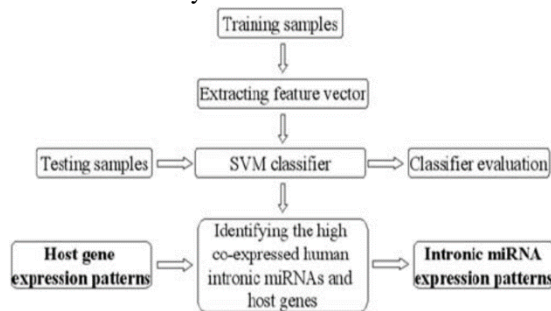 Training samples
Extracting feature vector
Testing samples
SVM classifier
Classifier evaluation
Host gene
expression patterns
Identifying the high
co-expressed human
intronic miRNAs and
host genes
Intronic miRNA
expression patterns